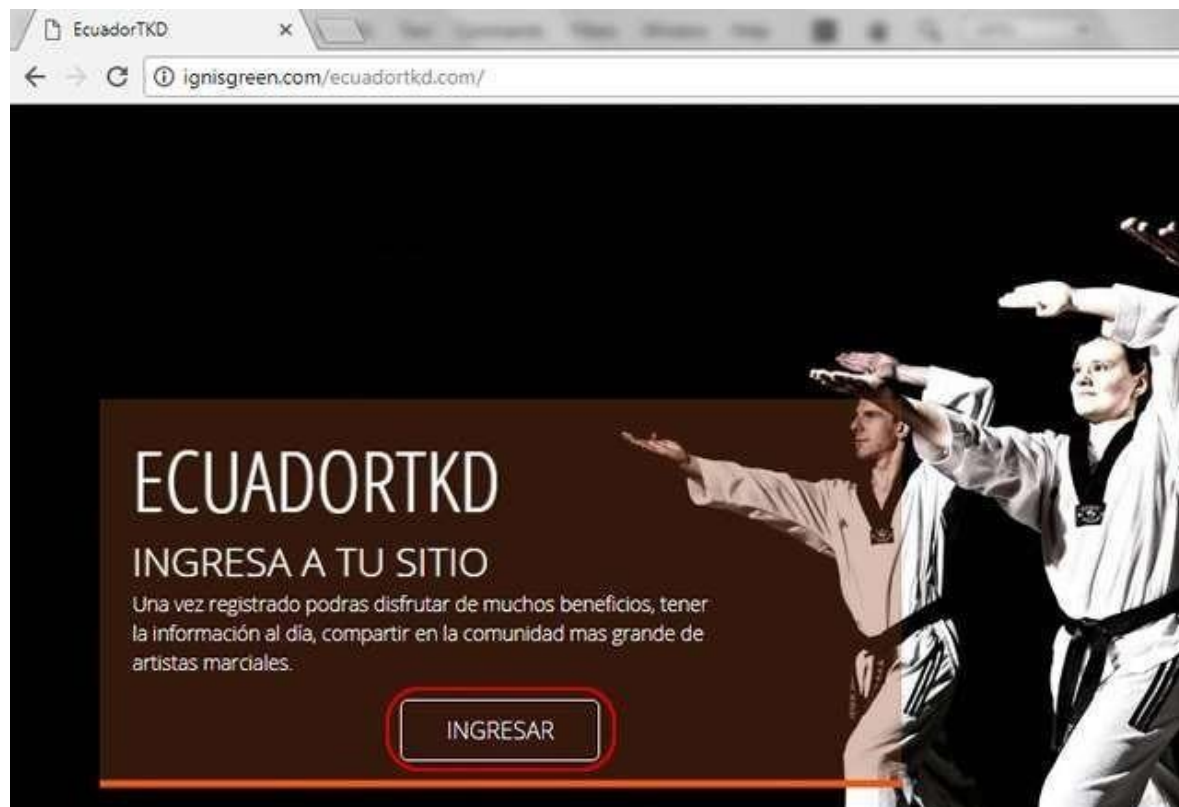 EcuadorTKD
ignisgreen.com/ecuadortkd.com/
ECUADORTKD
INGRESA A TU SITIO
Una vez registrado podras disfrutar de muchos beneficios, tener
la información al día, compartir en la comunidad mas grande de
artistas marciales.
INGRESAR